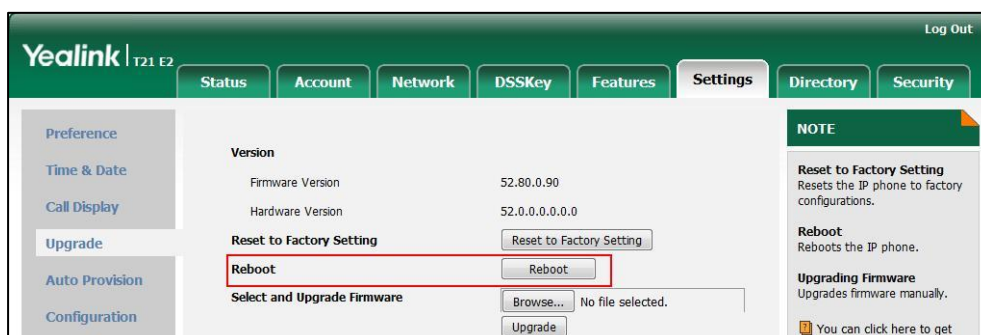 Log Out
Yealink T21 E2
Status Account Network DSSKey Features Settings Directory Security
Preference
Time & Date
Call Display
Upgrade
Auto Provision
Configuration
Version
Firmware Version 52.80.0.90
Hardware Version 52.0.0.0.0.0.0
Reset to Factory Setting Reset to Factory Setting
Reboot Reboot
Select and Upgrade Firmware Browse... No file selected.
Upgrade
NOTE
Reset to Factory Setting
Resets the IP phone to factory
configurations.
Reboot
Reboots the IP phone.
Upgrading Firmware
Upgrades firmware manually.
You can click here to get